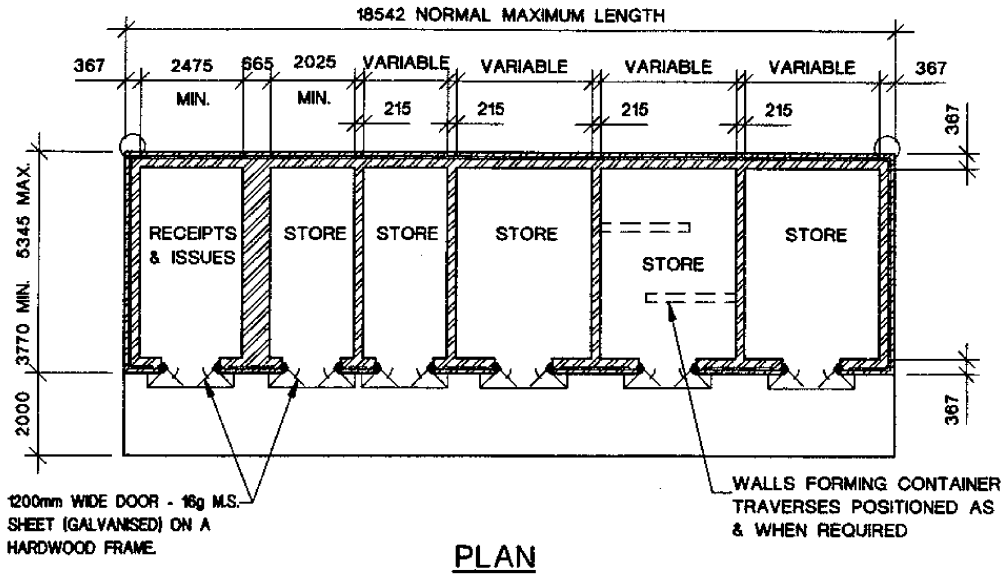 18542 NORMAL MAXIMUM LENGTH
367
2475
MIN.
665
2025
MIN.
VARIABLE
VARIABLE
VARIABLE
VARIABLE
367
215
215
215
215
367
3770 MIN. 5345 MAX.
RECEIPTS
& ISSUES
STORE
STORE
STORE
STORE
STORE
2000
367
1200mm WIDE DOOR - 16g M.S.
SHEET (GALVANISED) ON A
HARDWOOD FRAME.
WALLS FORMING CONTAINER
TRAVERSES POSITIONED AS
& WHEN REQUIRED
PLAN